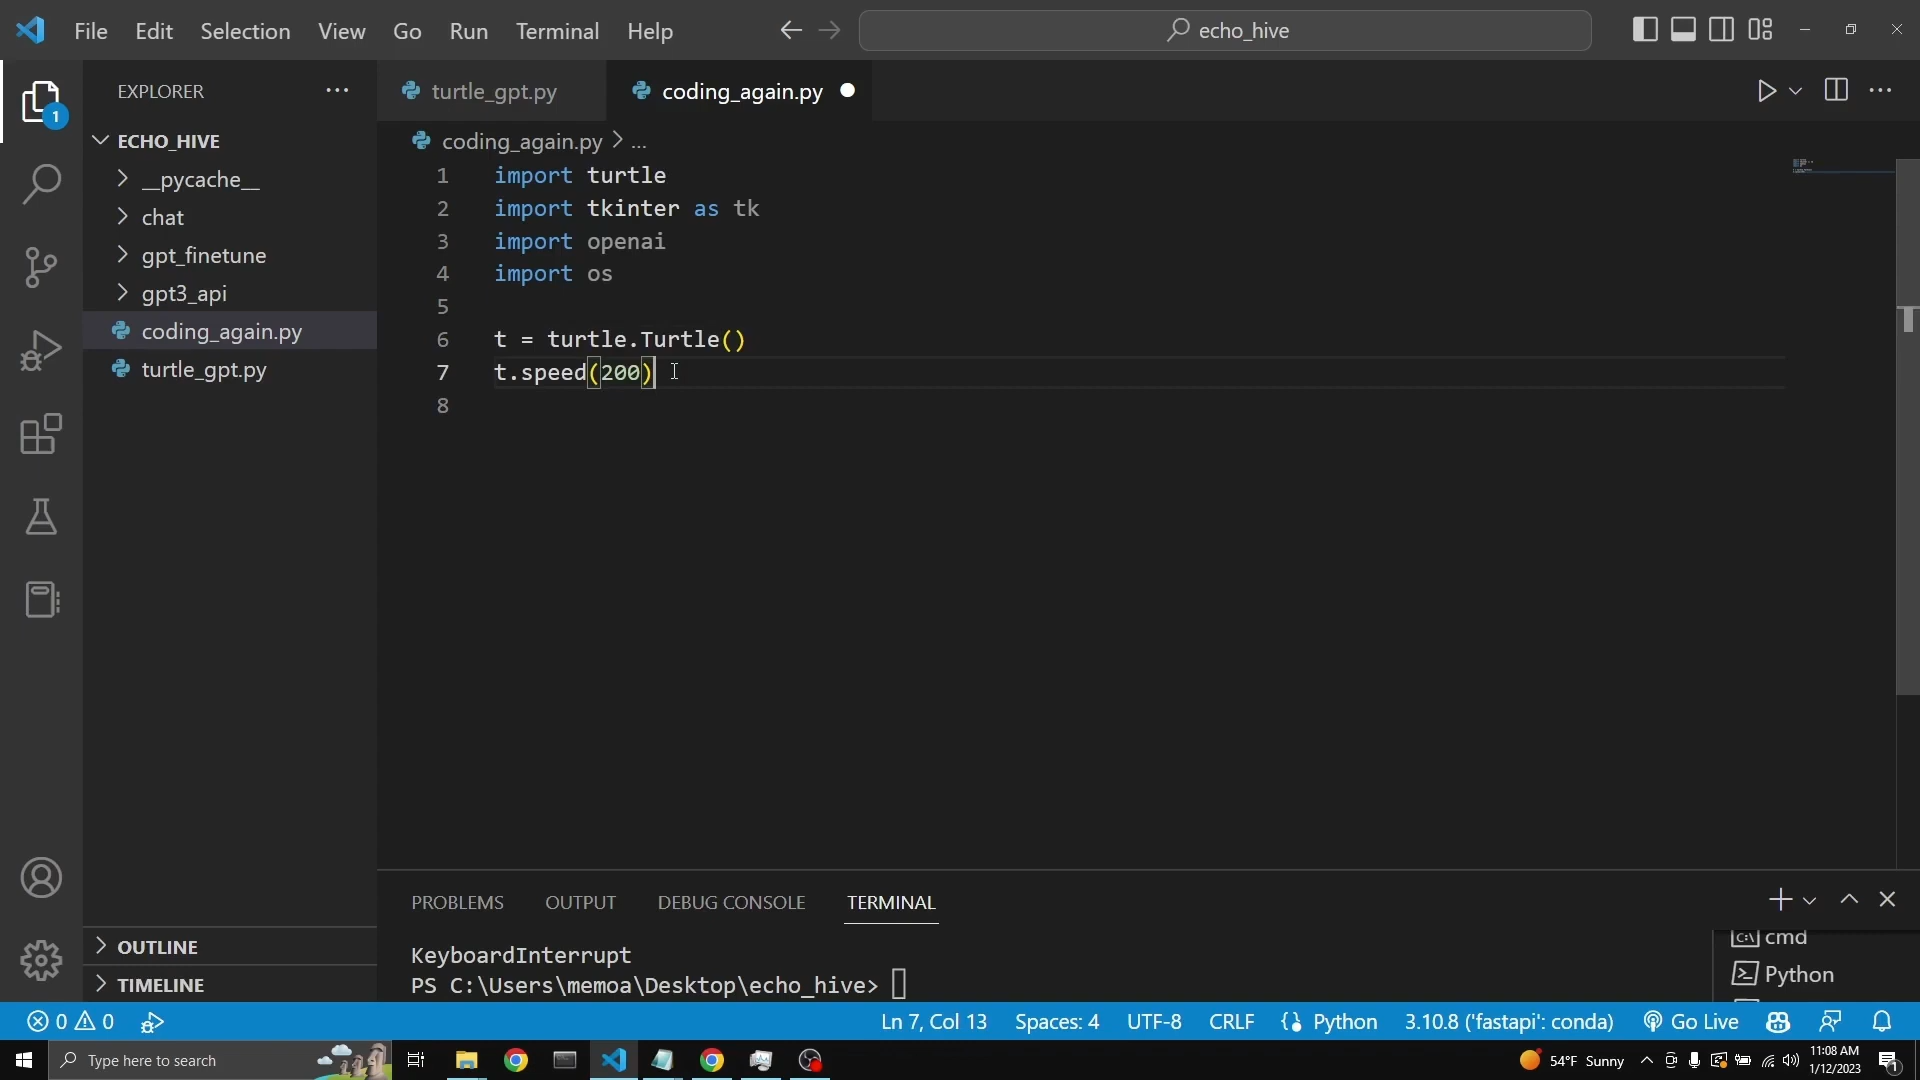 File Edit Selection View Go Run Terminal Help
echo_hive
1
EXPLORER
ECHO_HIVE
__pycache__
chat
gpt_finetune
gpt3_api
coding_again.py
turtle_gpt.py
OUTLINE
TIMELINE
turtle_gpt.py
coding_again.py
coding_again.py > ...
1 import turtle
2 import tkinter as tk
3 import openai
4 import os
5
6 t = turtle.Turtle()
7 t.speed(200)
8
PROBLEMS OUTPUT DEBUG CONSOLE TERMINAL
KeyboardInterrupt
PS C:\Users\memoa\Desktop\echo_hive>
cmd
Python
0 0
Ln 7, Col 13 Spaces: 4 UTF-8 CRLF Python 3.10.8 ('fastapi': conda) Go Live
Type here to search
54°F Sunny
11:08 AM
1/12/2023
1